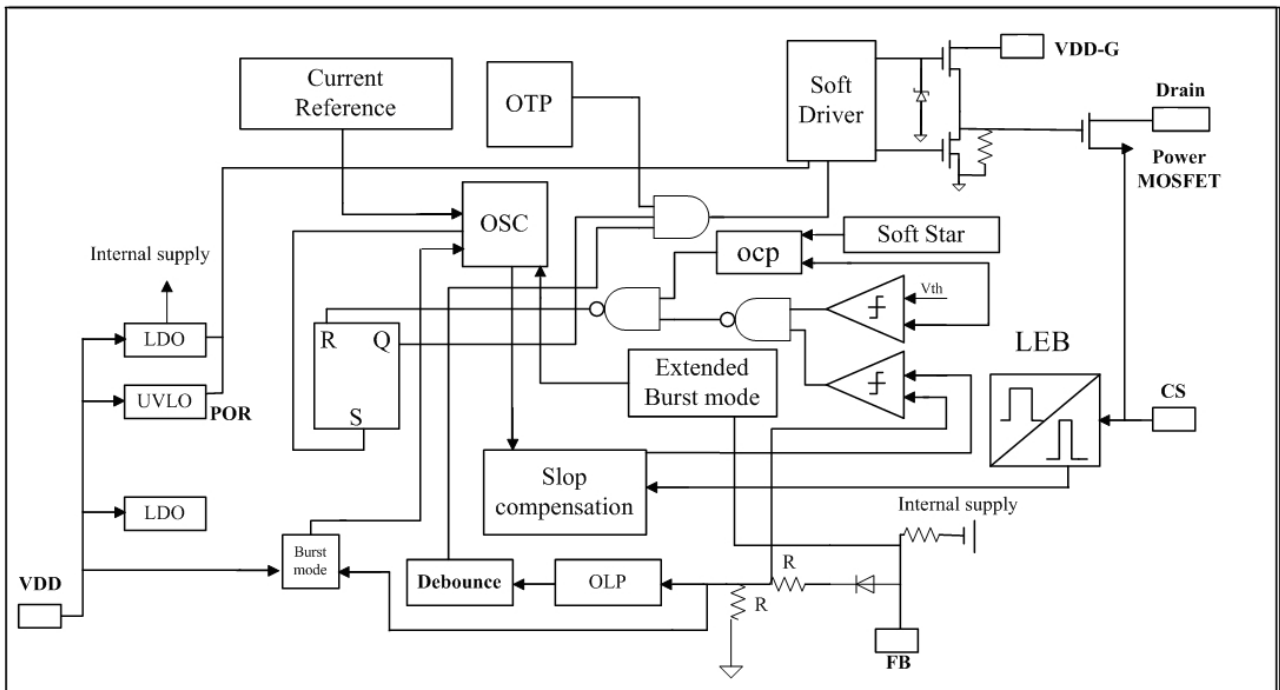 VDD-G
Current
Reference
OTP
Soft
Driver
Drain
Power
MOSFET
OSC
Soft Star
Internal supply
ocp
Vth
LDO
R Q
LEB
Extended
Burst mode
UVLO
POR
S
CS
Slop
compensation
Internal supply
LDO
Burst
mode
R
Debounce
OLP
VDD
R
FB